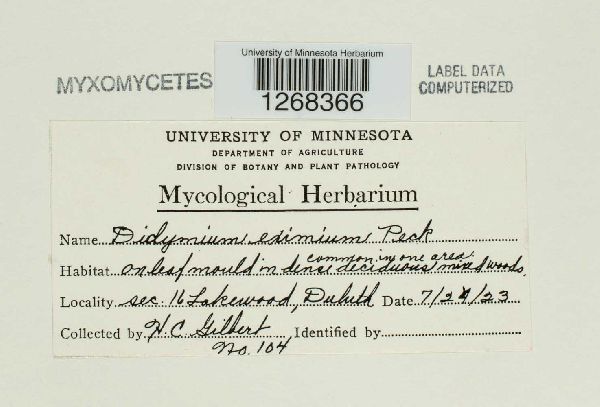 University of Minnesota Herbarium
MYXOMYCETES
1268366
LABEL DATA
COMPUTERIZED
UNIVERSITY OF MINNESOTA
DEPARTMENT OF AGRICULTURE
DIVISION OF BOTANY AND PLANT PATHOLOGY
Mycological Herbarium
Name Didymium eximium Peck
common in one area
Habitat on leaf mould in dense deciduous mixed woods
Locality sec. 16 Lakewood, Duluth Date 7/29/23
Collected by H C Gilbert Identified by
No. 104